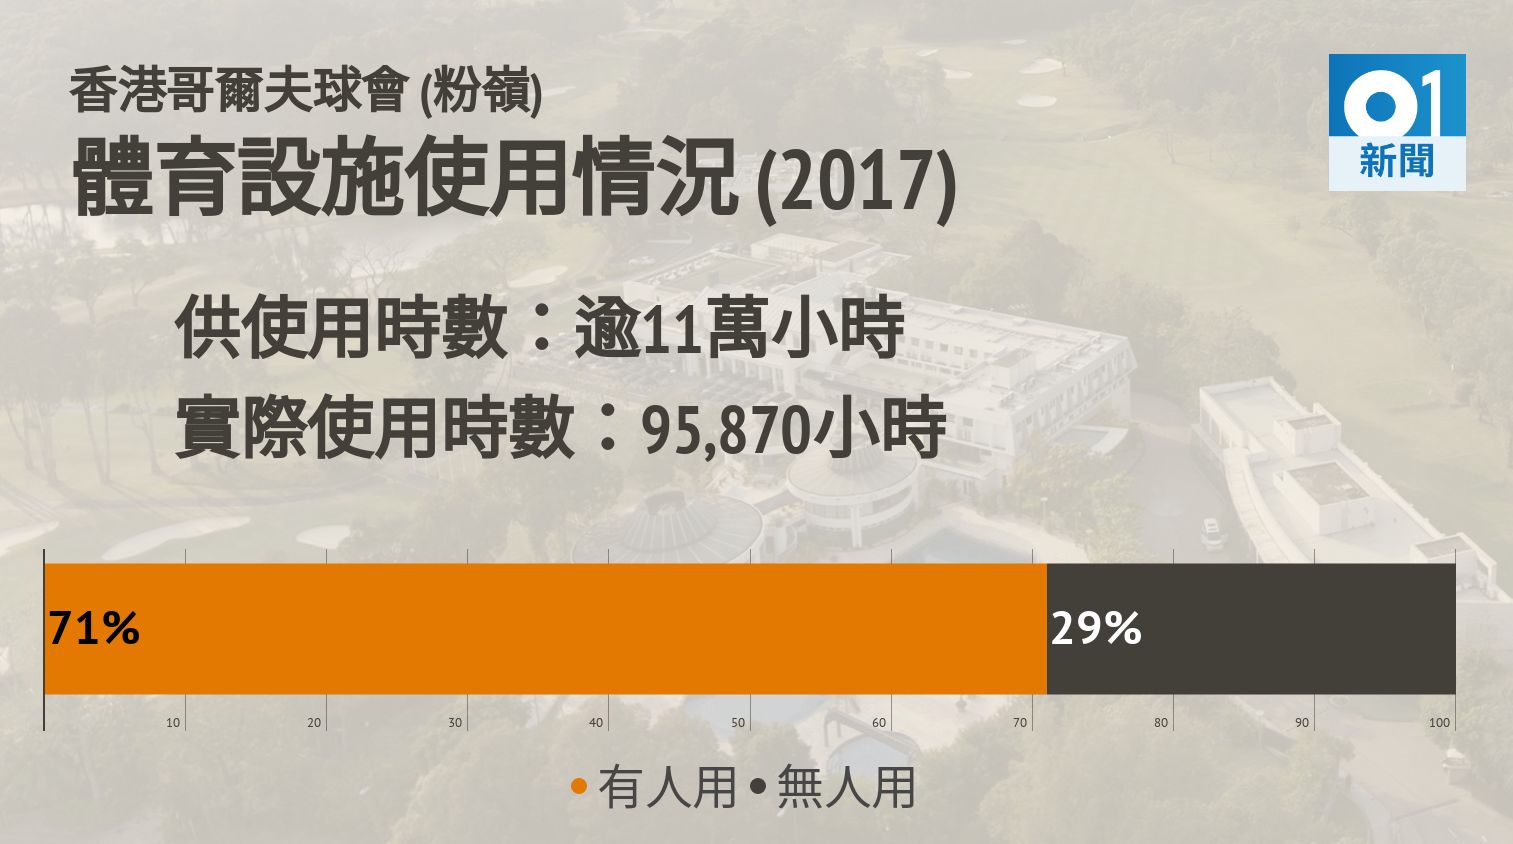 香港哥爾夫球會 (粉嶺)
體育設施使用情況 (2017)
01
新聞
供使用時數：逾11萬小時
實際使用時數：95,870小時
71% 29%
10 20 30 40 50 60 70 80 90 100
有人用 無人用